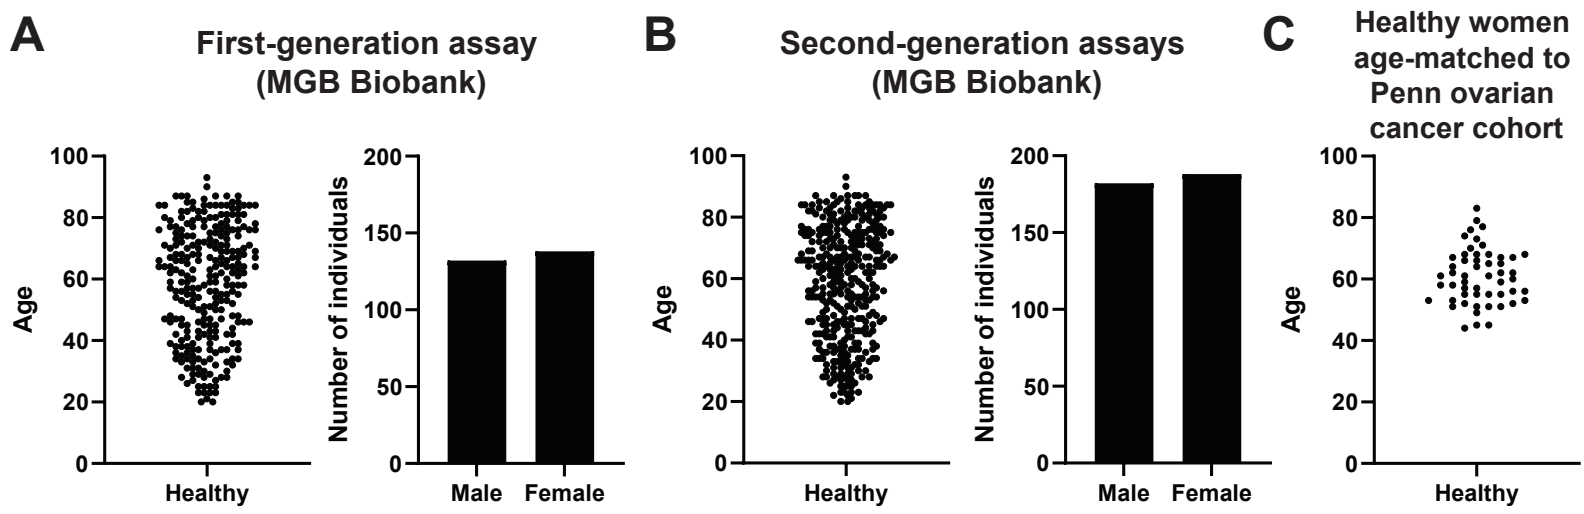 A
First-generation assay
(MGB Biobank)
Age
100
80
60
40
20
0
Healthy
Number of individuals
200
150
100
50
0
Male Female
B
Second-generation assays
(MGB Biobank)
Age
100
80
60
40
20
0
Healthy
Number of individuals
200
150
100
50
0
Male Female
C
Healthy women
age-matched to
Penn ovarian
cancer cohort
Age
100
80
60
40
20
0
Healthy